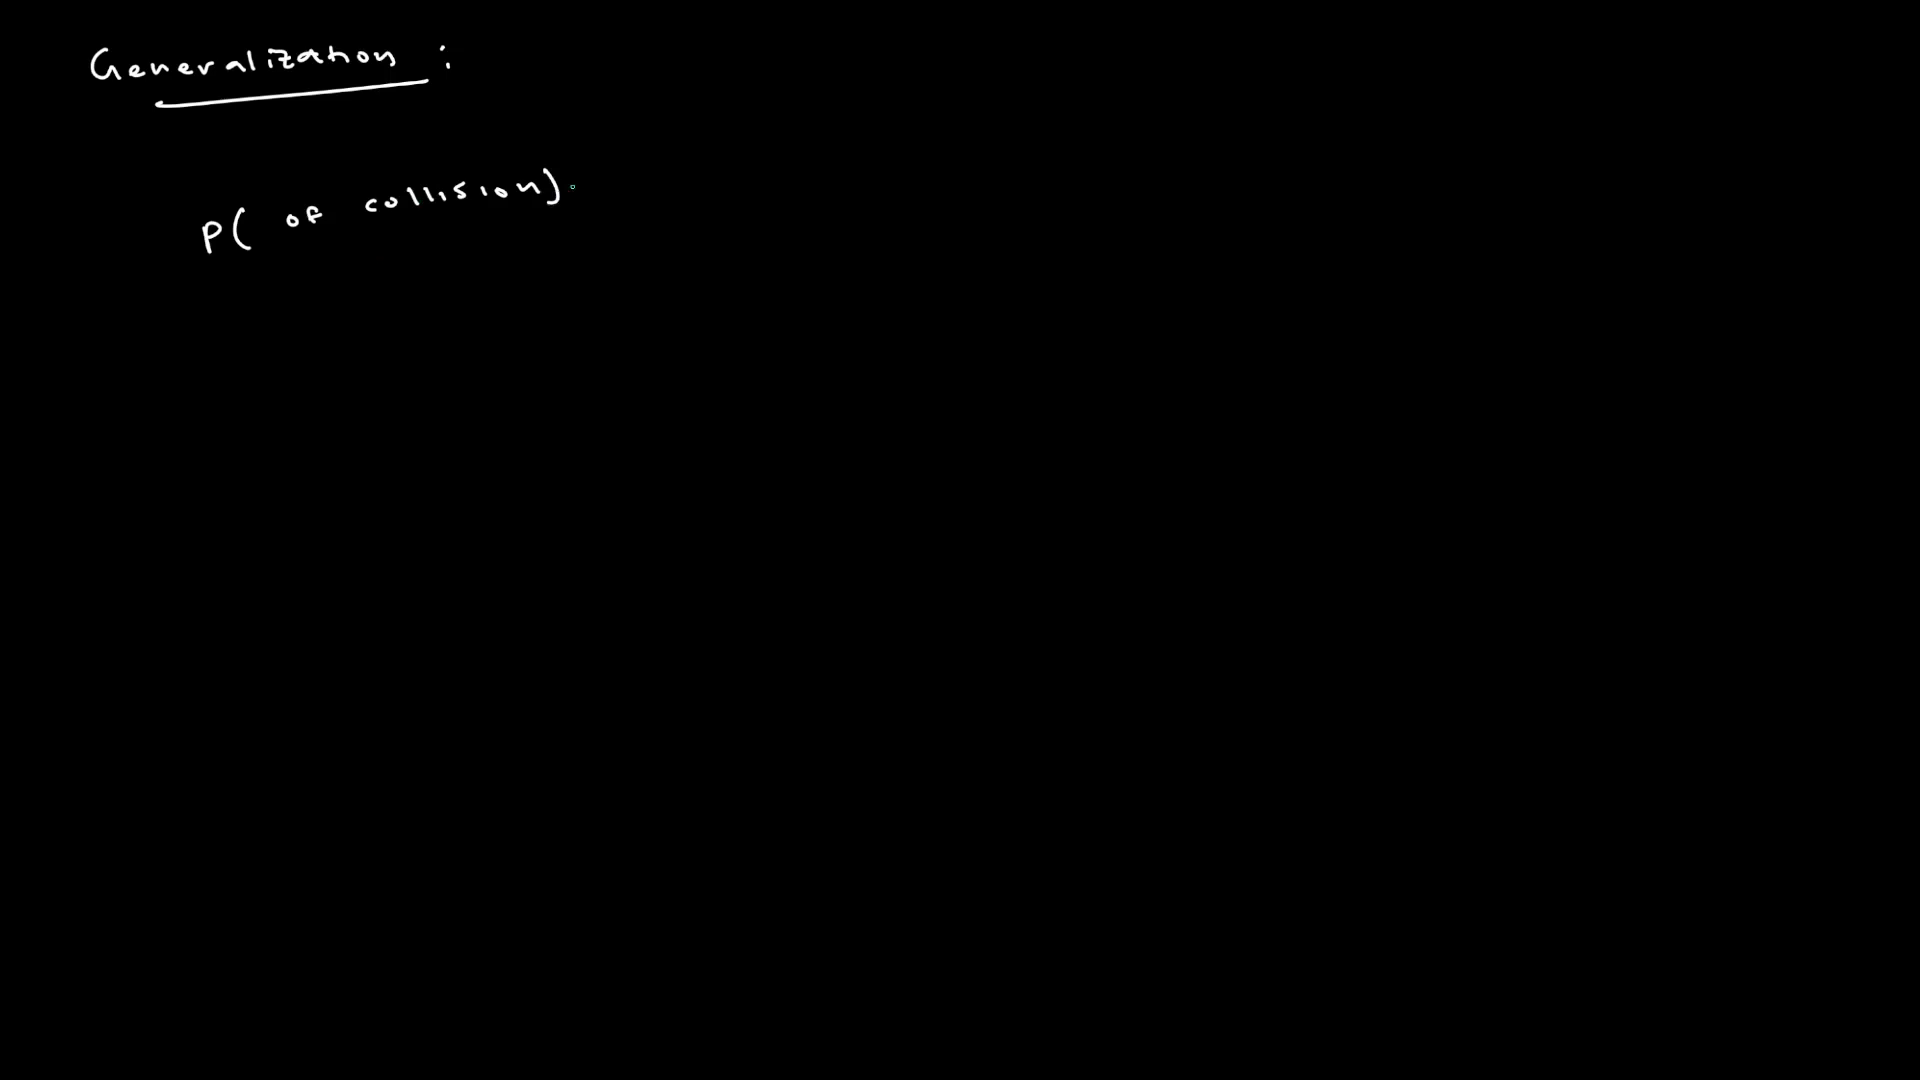 Generalization :
P( of collision)